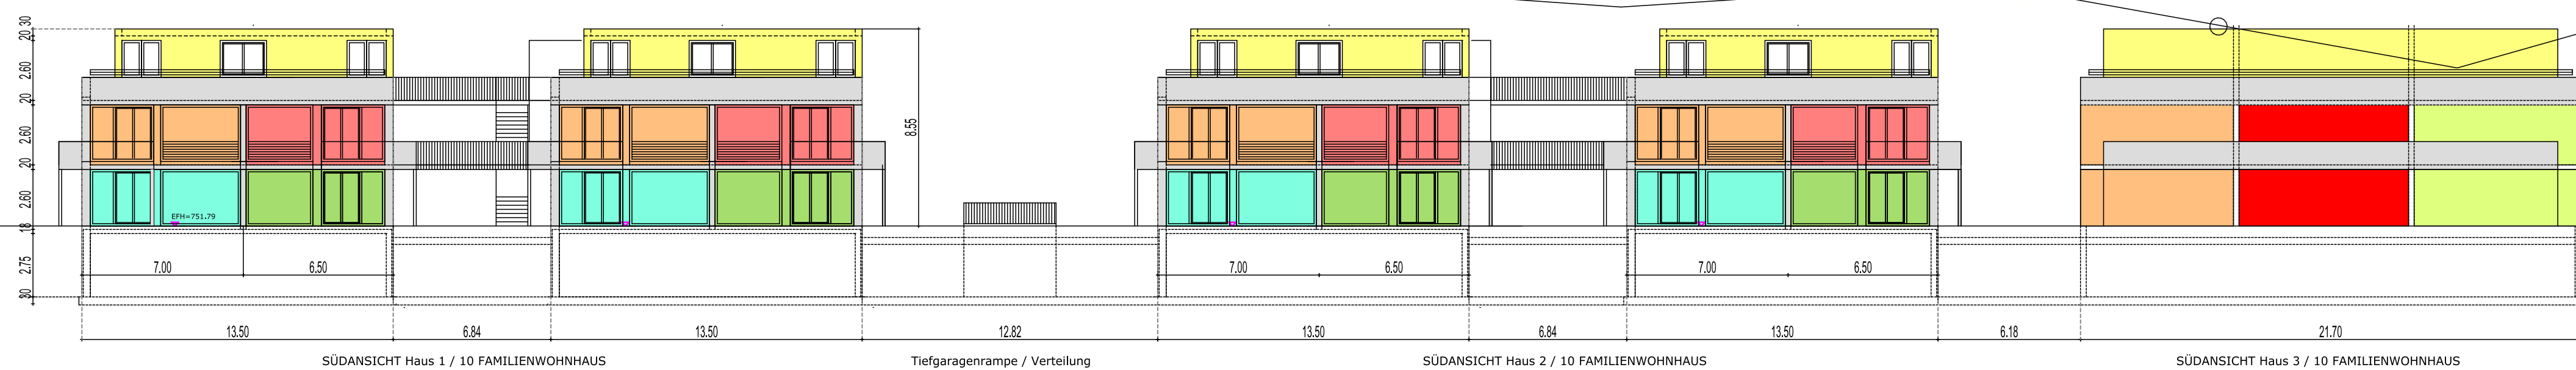 30
20
2.60
20
2.60
20
2.60
18
2.75
30
8.55
EFH=751.79
7.00 6.50
7.00 6.50
7.00 6.50
13.50 6.84 13.50 12.82 13.50 6.84 13.50 6.18 21.70
SÜDANSICHT Haus 1 / 10 FAMILIENWOHNHAUS
Tiefgaragenrampe / Verteilung
SÜDANSICHT Haus 2 / 10 FAMILIENWOHNHAUS
SÜDANSICHT Haus 3 / 10 FAMILIENWOHNHAUS